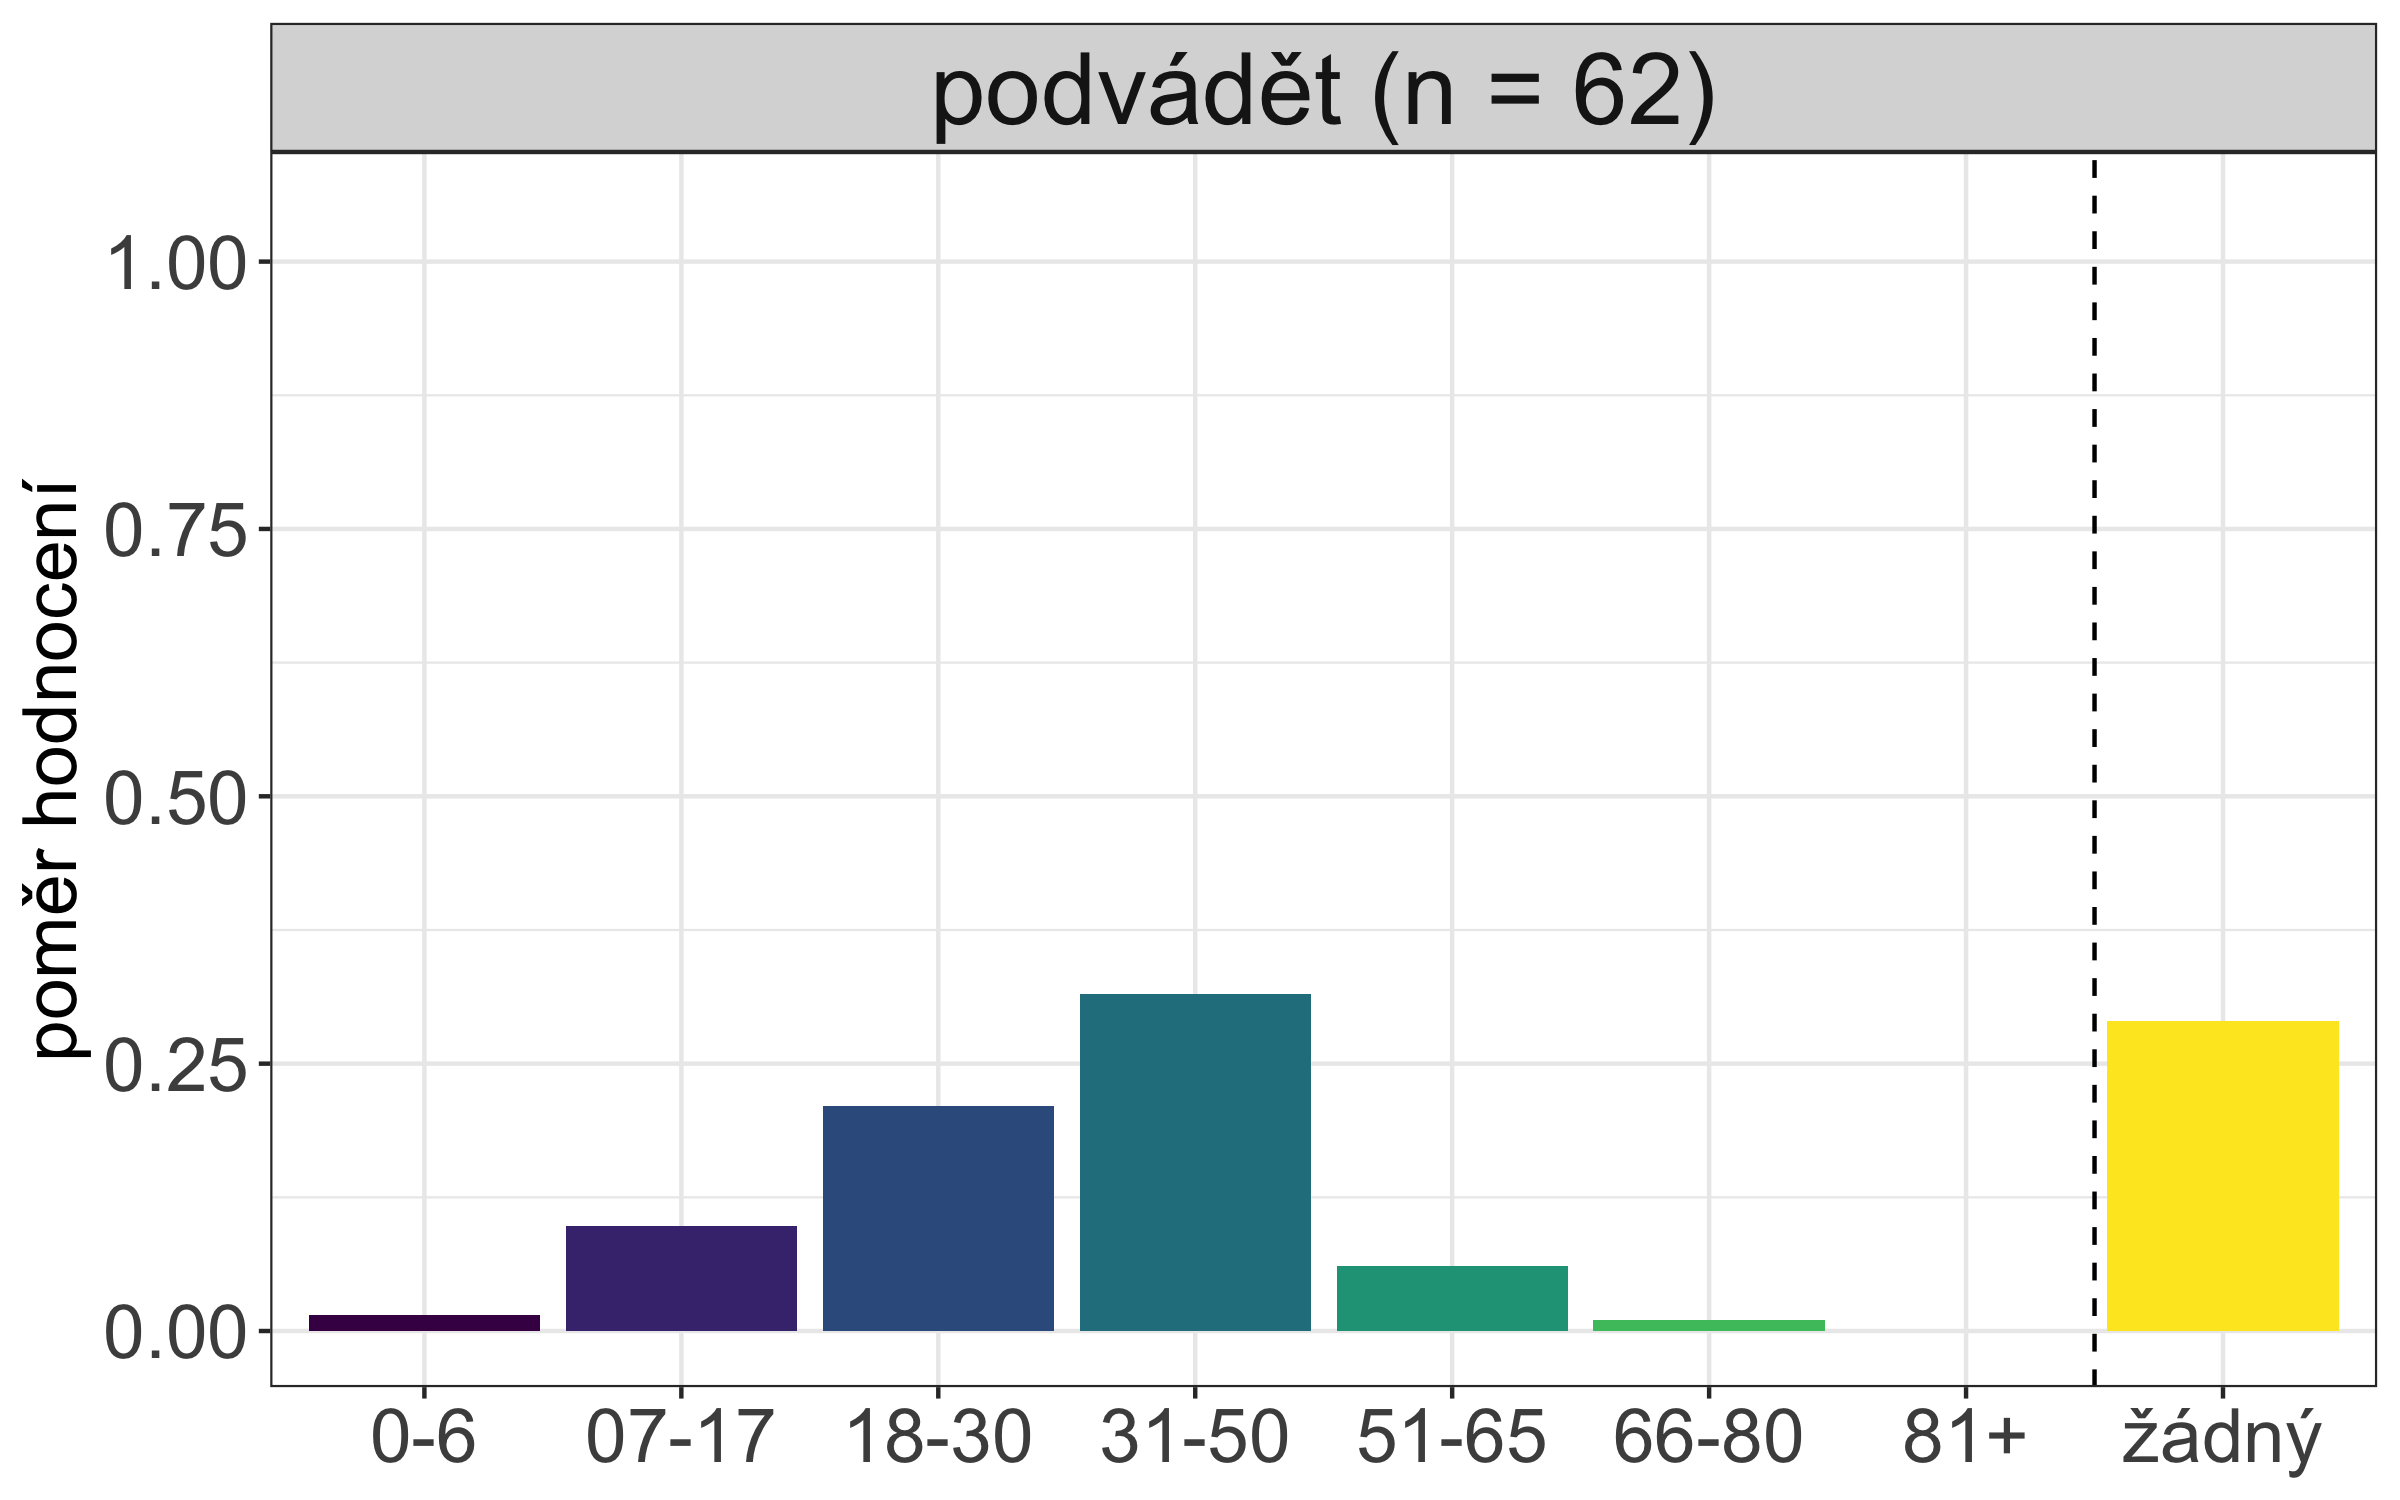 podvádět (n = 62)
poměr hodnocení
1.00
0.75
0.50
0.25
0.00
0-6 07-17 18-30 31-50 51-65 66-80 81+ žádný